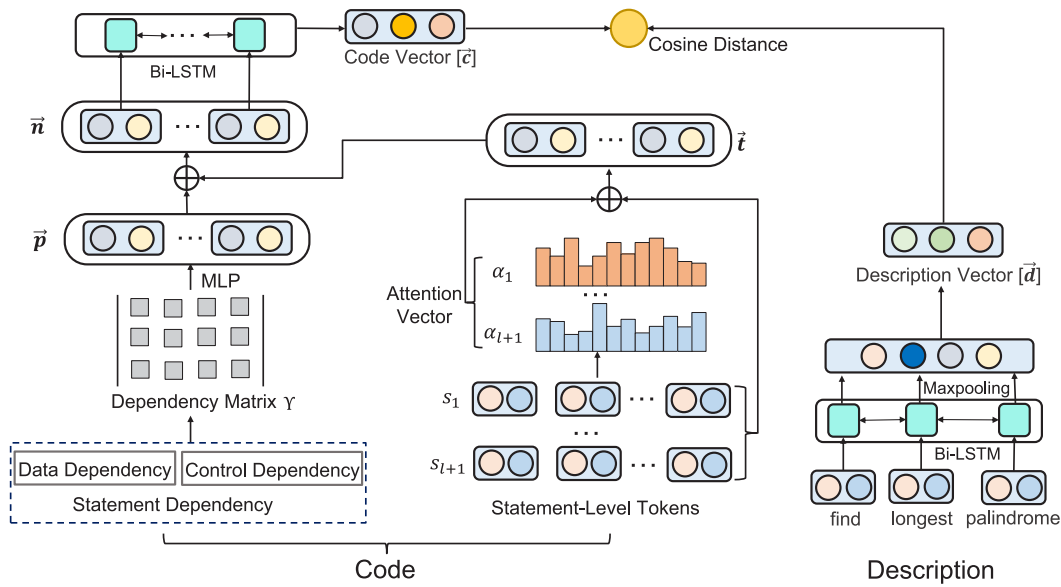 Bi-LSTM
Code Vector [c⃗]
Cosine Distance
n⃗
...
...
t⃗
p⃗
...
MLP
Attention
Vector
α₁
...
αₗ₊₁
Description Vector [d⃗]
Dependency Matrix Υ
s₁
...
...
sₗ₊₁
...
Maxpooling
Bi-LSTM
Data Dependency
Control Dependency
Statement Dependency
Statement-Level Tokens
find
longest
palindrome
Code
Description